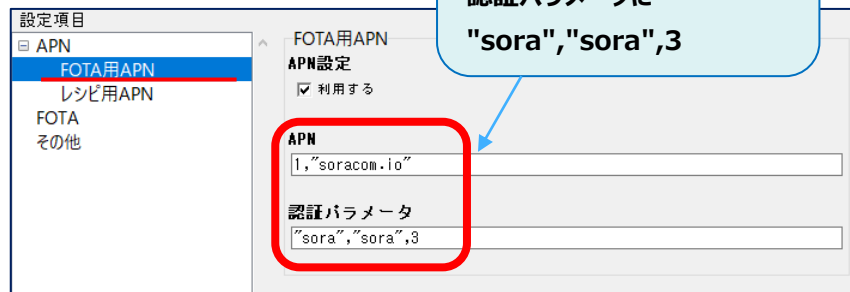 設定項目
APN
FOTA用APN
レシピ用APN
FOTA
その他
FOTA用APN
APN設定
利用する
APN
1,"soracom.io"
認証パラメータ
"sora","sora",3
"sora","sora",3